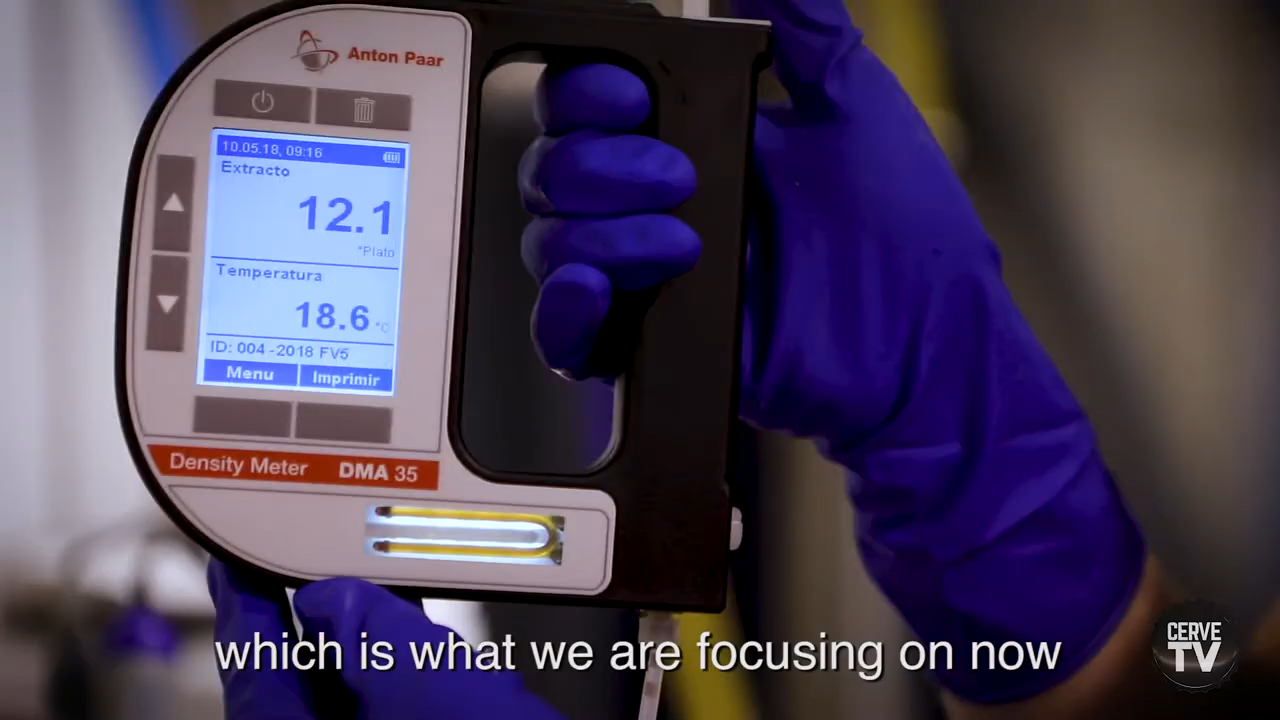 Anton Paar
10.05.18, 09:16
Extracto
12.1
°Plato
Temperatura
18.6 °C
ID: 004-2018 FV5
Menu Imprimir
Density Meter DMA 35
which is what we are focusing on now
CERVE
TV